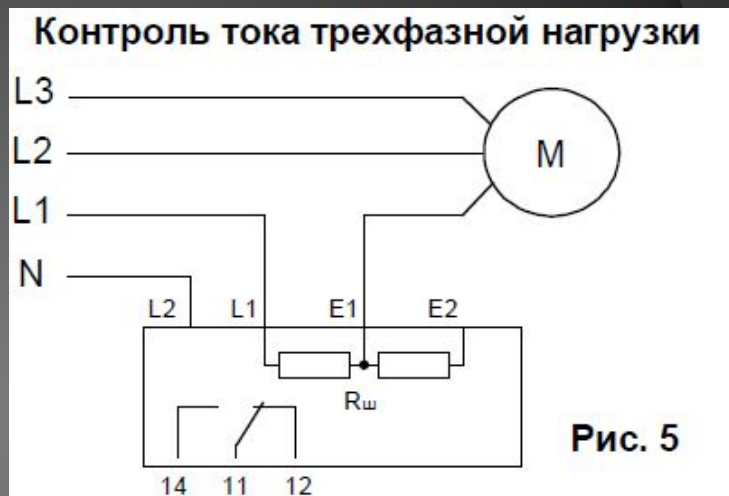 Контроль тока трехфазной нагрузки
L3
L2
M
L1
N
L2 L1 E1 E2
Rш
Рис. 5
14 11 12